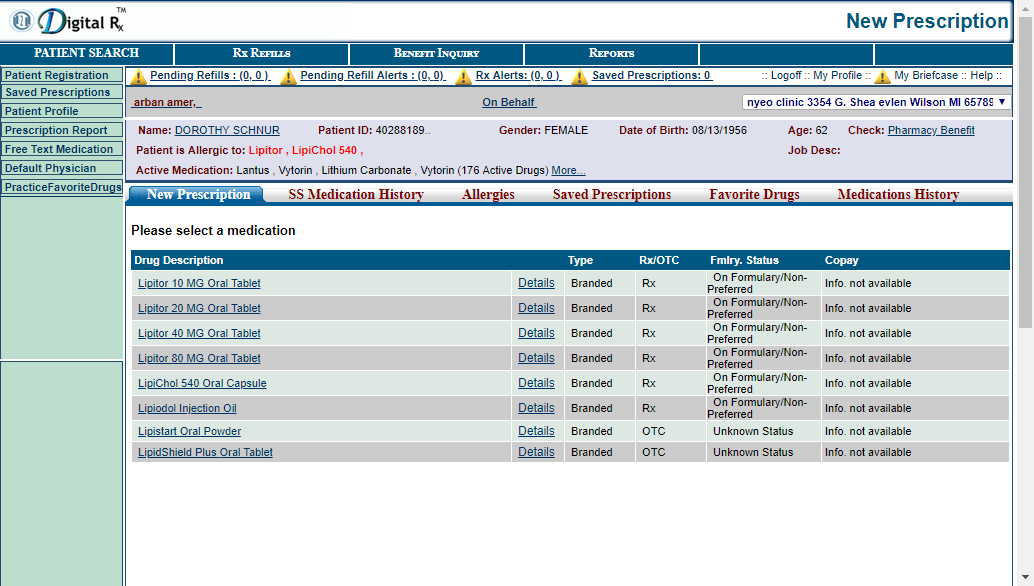 Digital Rx TM
New Prescription
PATIENT SEARCH RX REFILLS BENEFIT INQUIRY REPORTS
Patient Registration
Saved Prescriptions
Patient Profile
Prescription Report
Free Text Medication
Default Physician
PracticeFavoriteDrugs
Pending Refills : (0, 0 ) Pending Refill Alerts : (0, 0) Rx Alerts: (0, 0 ) Saved Prescriptions: 0 :: Logoff :: My Profile :: My Briefcase :: Help ::
arban amer, On Behalf nyeo clinic 3354 G. Shea evlen Wilson MI 65789
Name: DOROTHY SCHNUR Patient ID: 40288189.. Gender: FEMALE Date of Birth: 08/13/1956 Age: 62 Check: Pharmacy Benefit
Patient is Allergic to: Lipitor , LipiChol 540 , Job Desc:
Active Medication: Lantus , Vytorin , Lithium Carbonate , Vytorin (176 Active Drugs) More...
New Prescription SS Medication History Allergies Saved Prescriptions Favorite Drugs Medications History
Please select a medication
Drug Description Type Rx/OTC Fmlry. Status Copay
Lipitor 10 MG Oral Tablet Details Branded Rx On Formulary/Non-Preferred Info. not available
Lipitor 20 MG Oral Tablet Details Branded Rx On Formulary/Non-Preferred Info. not available
Lipitor 40 MG Oral Tablet Details Branded Rx On Formulary/Non-Preferred Info. not available
Lipitor 80 MG Oral Tablet Details Branded Rx On Formulary/Non-Preferred Info. not available
LipiChol 540 Oral Capsule Details Branded Rx On Formulary/Non-Preferred Info. not available
Lipiodol Injection Oil Details Branded Rx On Formulary/Non-Preferred Info. not available
Lipistart Oral Powder Details Branded OTC Unknown Status Info. not available
LipidShield Plus Oral Tablet Details Branded OTC Unknown Status Info. not available